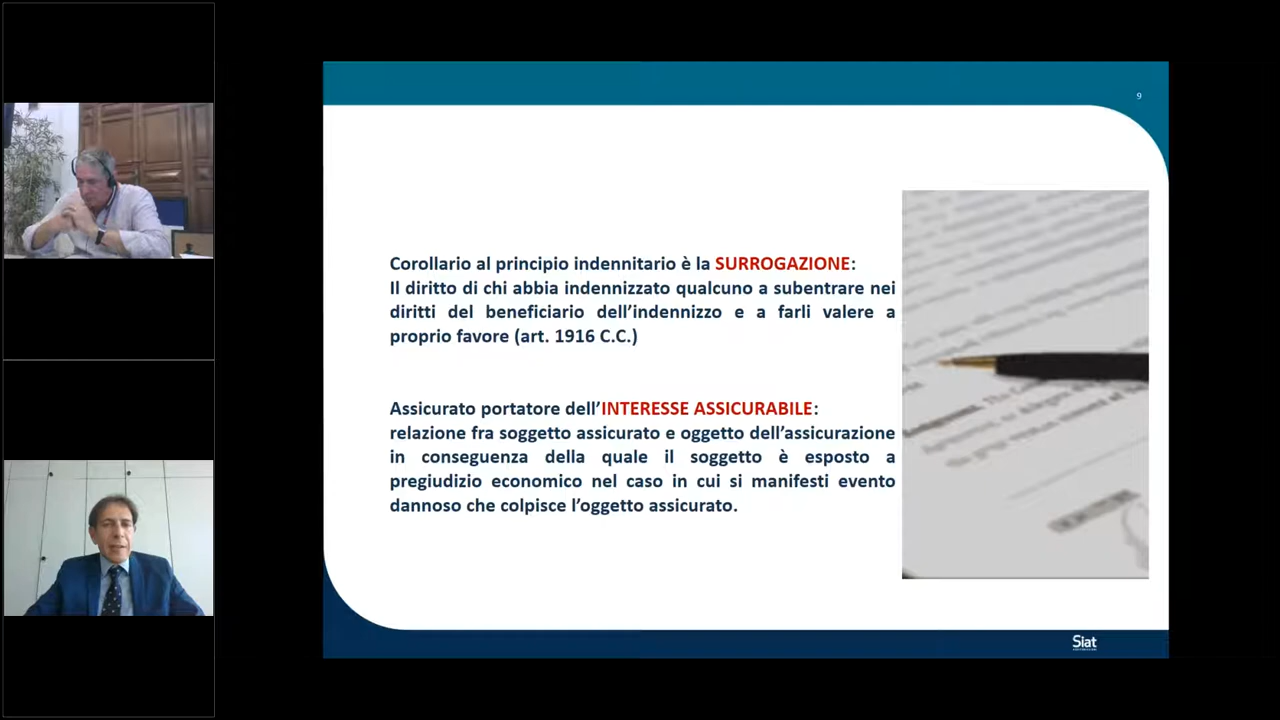 9
Corollario al principio indennitario è la SURROGAZIONE:
Il diritto di chi abbia indennizzato qualcuno a subentrare nei
diritti del beneficiario dell’indennizzo e a farli valere a
proprio favore (art. 1916 C.C.)
Assicurato portatore dell’INTERESSE ASSICURABILE:
relazione fra soggetto assicurato e oggetto dell’assicurazione
in conseguenza della quale il soggetto è esposto a
pregiudizio economico nel caso in cui si manifesti evento
dannoso che colpisce l’oggetto assicurato.
Siat